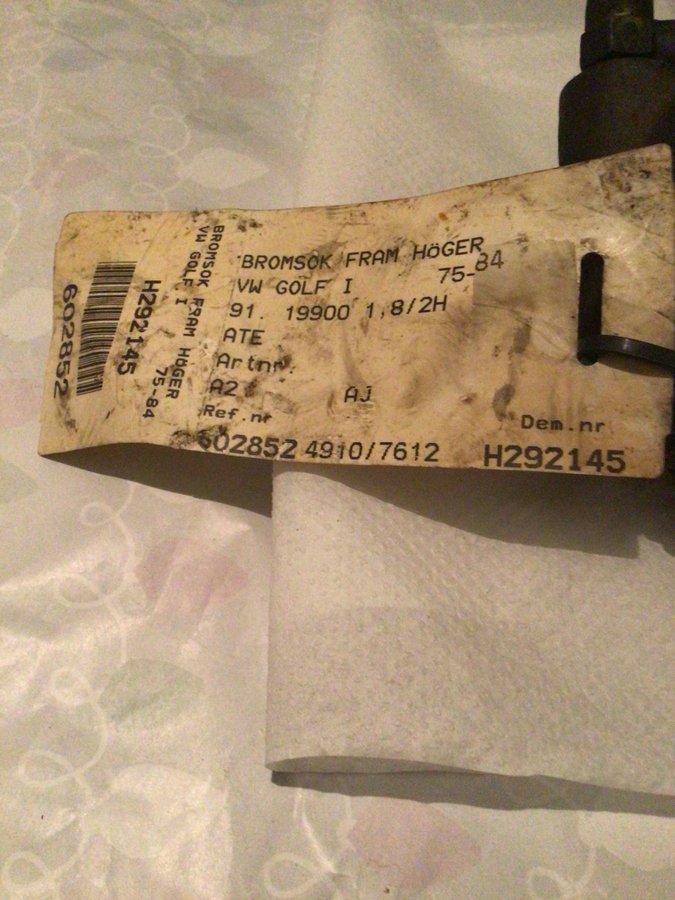 BROMSOK FRAM HöGER
VW GOLF I 75-84
91. 19900 1,8/2H
ATE
Artnr.
A2 AJ
Ref.nr Dem.nr
602852 4910/7612 H292145
BROMSOK FRAM HÖGER
VW GOLF I 75-84
H292145
602852